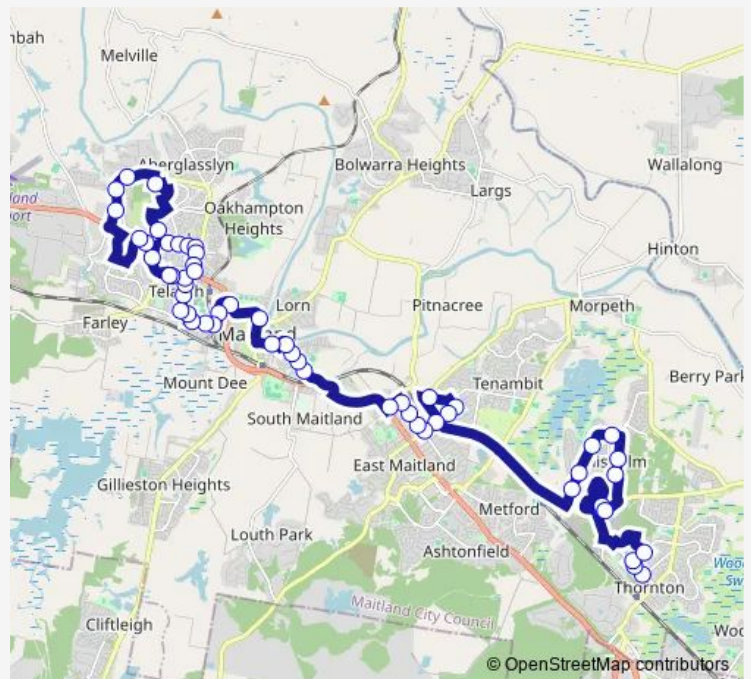 Melville
Aberglasslyn
Bolwarra Heights
Wallalong
Largs
Oakhampton
Heights
Hinton
Lorn
Pitnacree
Morpeth
Farley
Mount Dee
Tenambit
Berry Park
South Maitland
East Maitland
Gillieston Heights
Metford
Louth Park
Ashtonfield
Thornton
Maitland City Council
Cliftleigh
© OpenStreetMap contributors